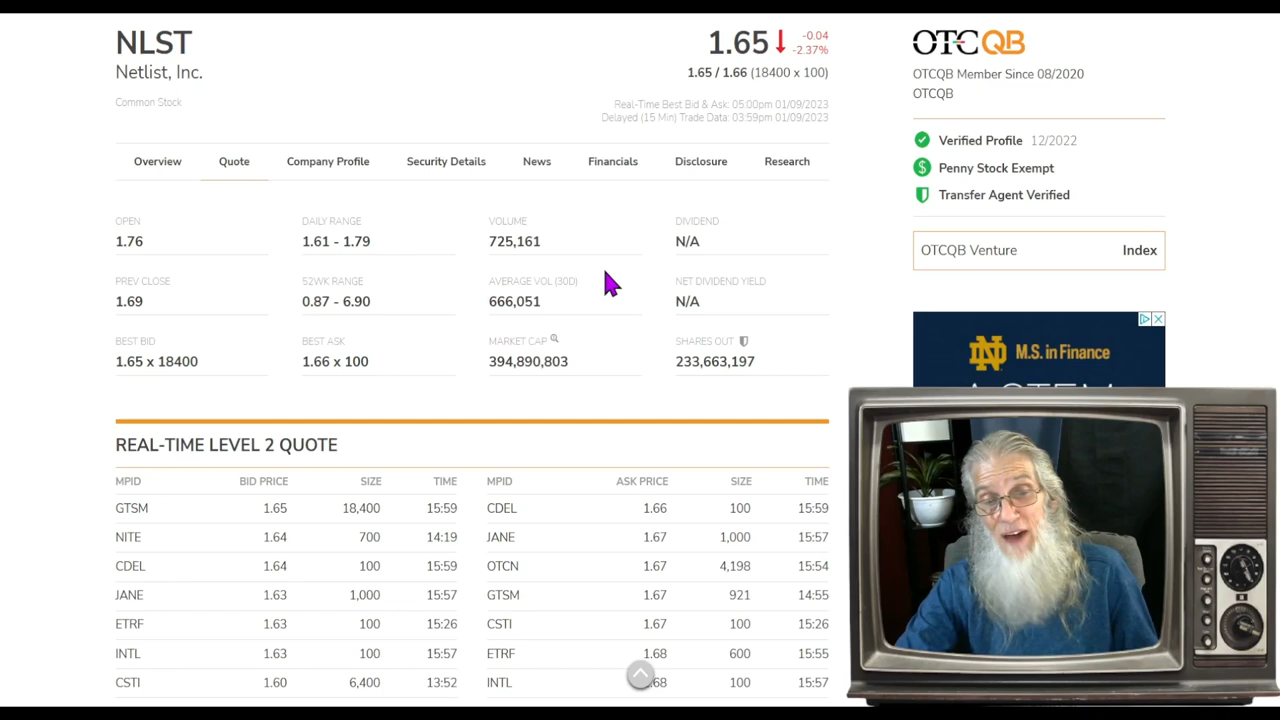 NLST
1.65
-0.04
-2.37%
Netlist, Inc.
1.65 / 1.66 (18400 x 100)
Common Stock
Real-Time Best Bid & Ask: 05:00pm 01/09/2023
Delayed (15 Min) Trade Data: 03:59pm 01/09/2023
OTCQB
OTCQB Member Since 08/2020
OTCQB
Verified Profile 12/2022
Penny Stock Exempt
Transfer Agent Verified
OTCQB Venture Index
Overview Quote Company Profile Security Details News Financials Disclosure Research
OPEN DAILY RANGE VOLUME DIVIDEND
1.76 1.61 - 1.79 725,161 N/A
PREV CLOSE 52WK RANGE AVERAGE VOL (30D) NET DIVIDEND YIELD
1.69 0.87 - 6.90 666,051 N/A
BEST BID BEST ASK MARKET CAP SHARES OUT
1.65 x 18400 1.66 x 100 394,890,803 233,663,197
ND M.S. in Finance
REAL-TIME LEVEL 2 QUOTE
MPID BID PRICE SIZE TIME MPID ASK PRICE SIZE TIME
GTSM 1.65 18,400 15:59 CDEL 1.66 100 15:59
NITE 1.64 700 14:19 JANE 1.67 1,000 15:57
CDEL 1.64 100 15:59 OTCN 1.67 4,198 15:54
JANE 1.63 1,000 15:57 GTSM 1.67 921 14:55
ETRF 1.63 100 15:26 CSTI 1.67 100 15:26
INTL 1.63 100 15:57 ETRF 1.68 600 15:55
CSTI 1.60 6,400 13:52 INTL .68 100 15:57